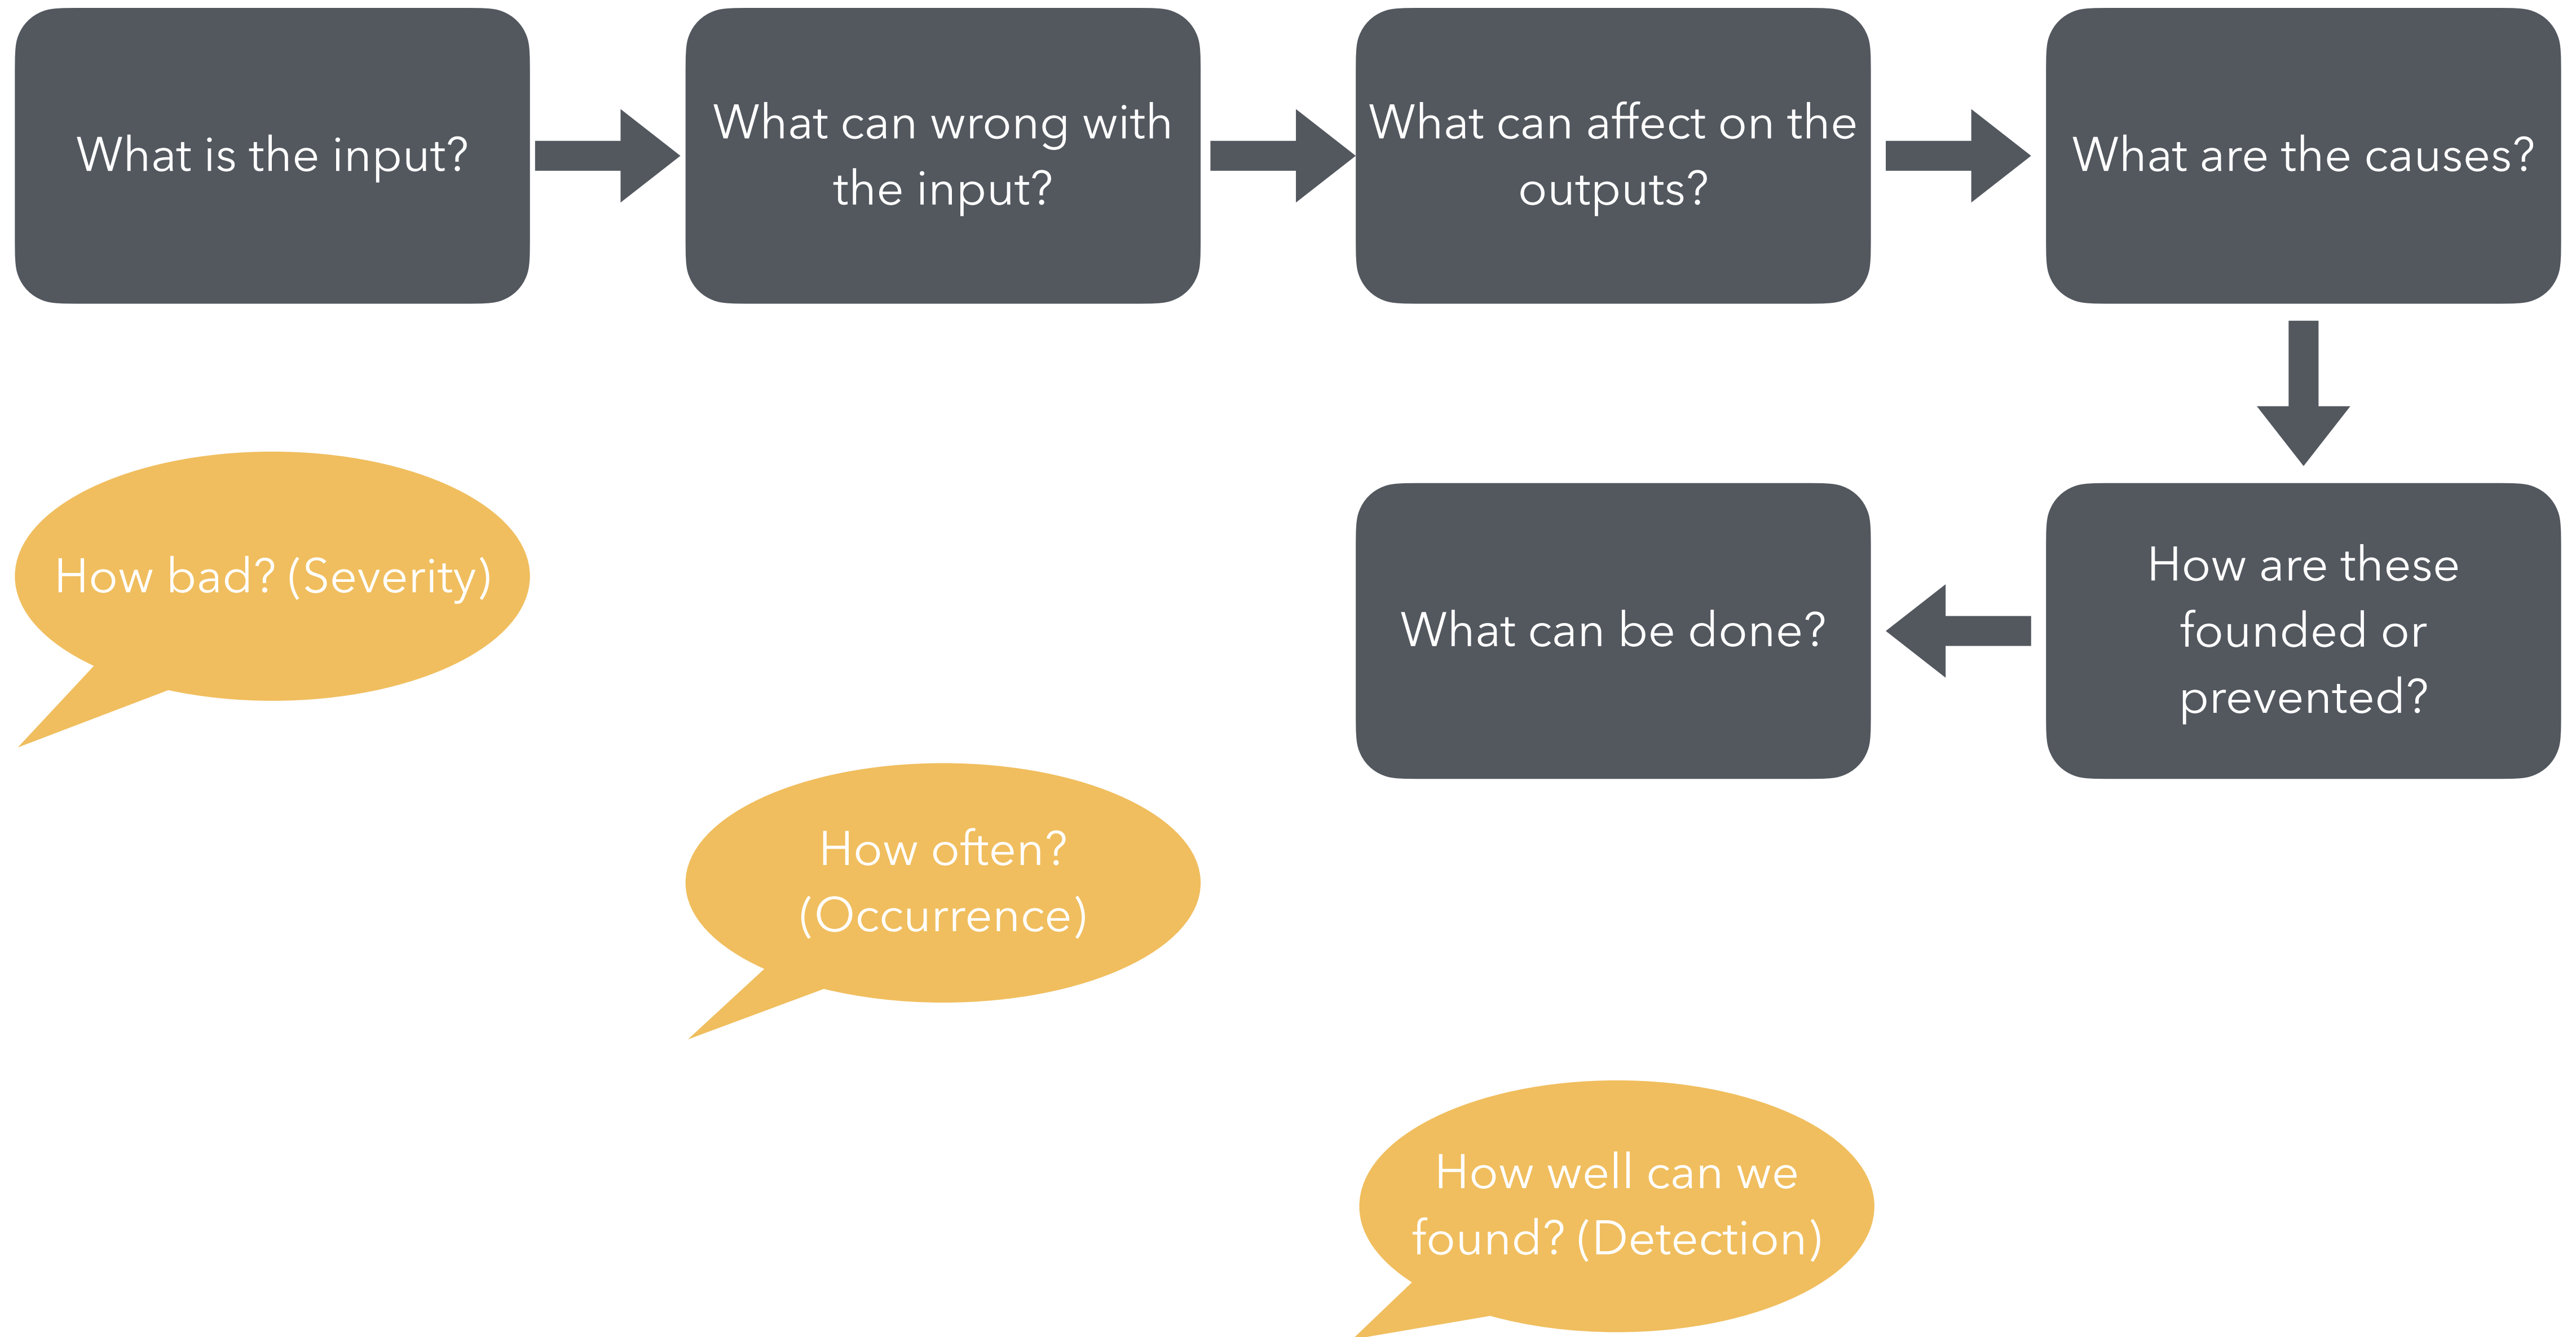 What is the input?
What can wrong with
the input?
What can affect on the
outputs?
What are the causes?
How are these
founded or
prevented?
What can be done?
How bad? (Severity)
How often?
(Occurrence)
How well can we
found? (Detection)